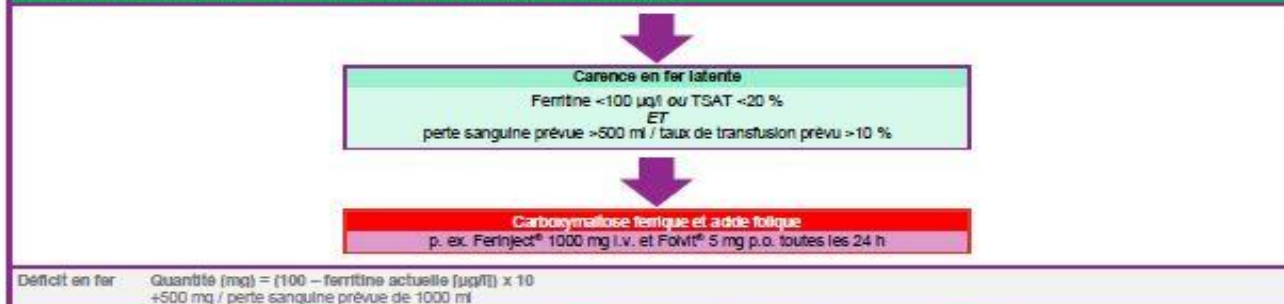 Carence en fer latente
Ferritine <100 µg/l ou TSAT <20 %
ET
perte sanguine prévue >500 ml / taux de transfusion prévu >10 %
Carboxymaltose ferrique et acide folique
p. ex. Ferinject® 1000 mg i.v. et Folvit® 5 mg p.o. toutes les 24 h
Déficit en fer Quantité (mg) = (100 – ferritine actuelle [µg/l]) x 10
+500 mg / perte sanguine prévue de 1000 ml